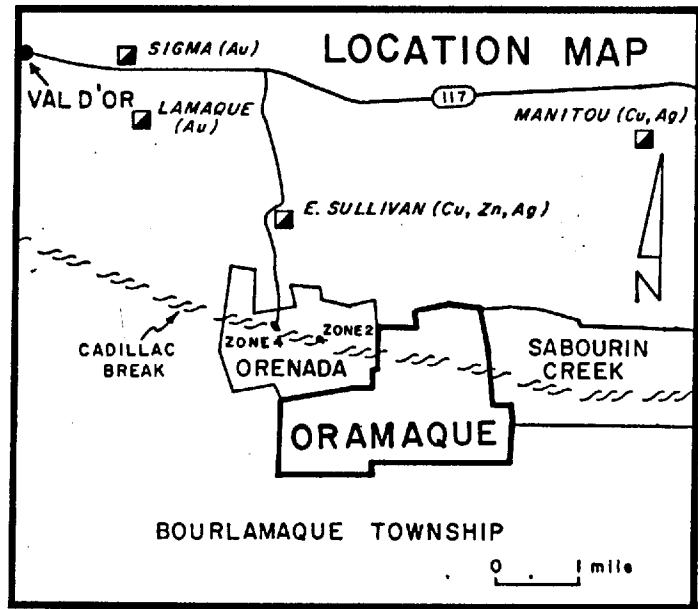 LOCATION MAP
SIGMA (Au)
VAL D'OR
LAMAQUE
(Au)
117
MANITOU (Cu, Ag)
E. SULLIVAN (Cu, Zn, Ag)
N
CADILLAC
BREAK
ZONE 4
ZONE 2
ORENADA
SABOURIN
CREEK
ORAMAQUE
BOURLAMAQUE TOWNSHIP
0 1 mile